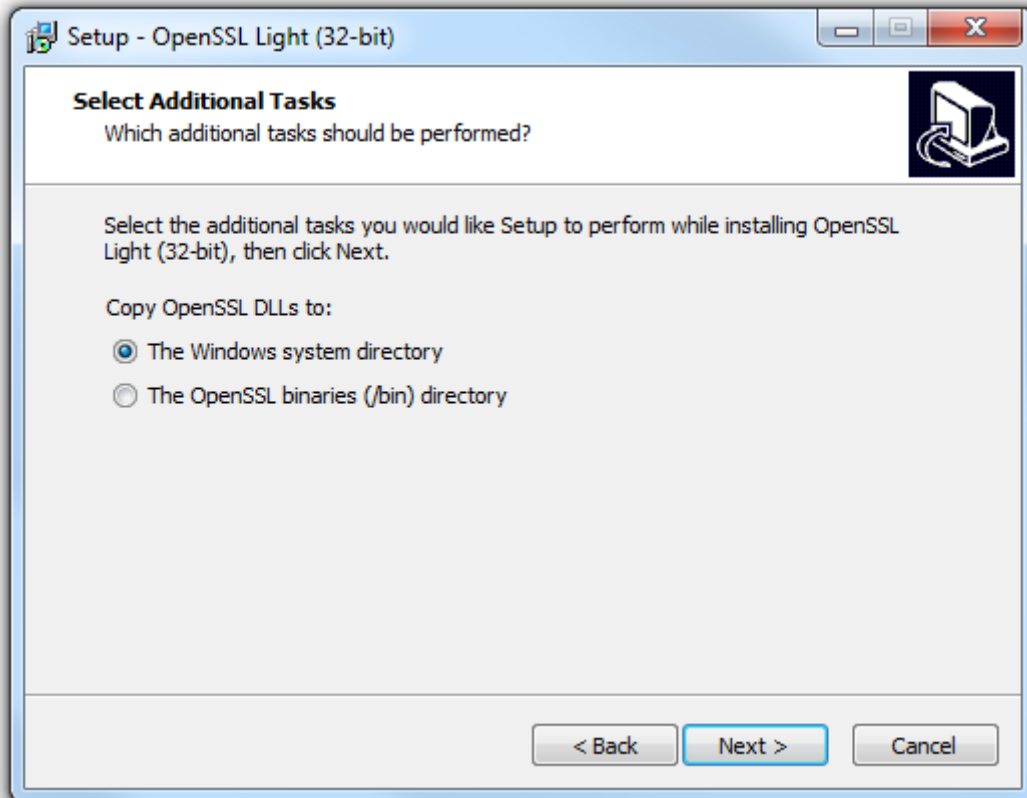 Setup - OpenSSL Light (32-bit)
Select Additional Tasks
Which additional tasks should be performed?
Select the additional tasks you would like Setup to perform while installing OpenSSL
Light (32-bit), then click Next.
Copy OpenSSL DLLs to:
The Windows system directory
The OpenSSL binaries (/bin) directory
< Back Next > Cancel